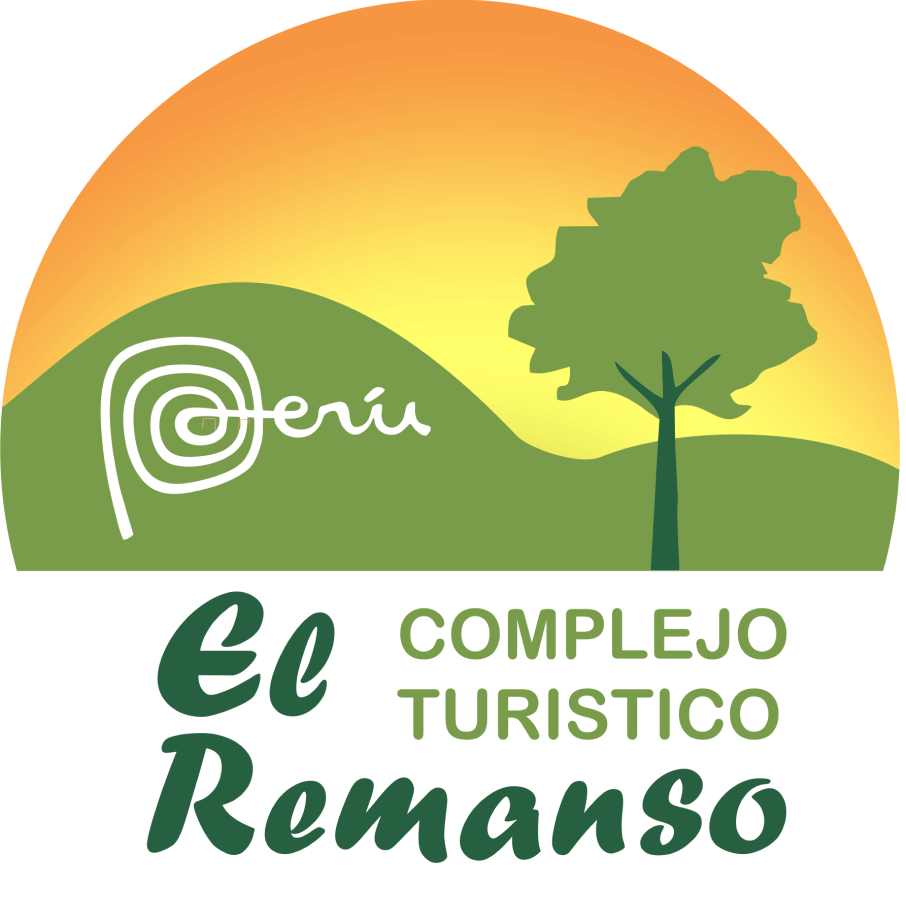 Perú
El
COMPLEJO
TURISTICO
Remanso